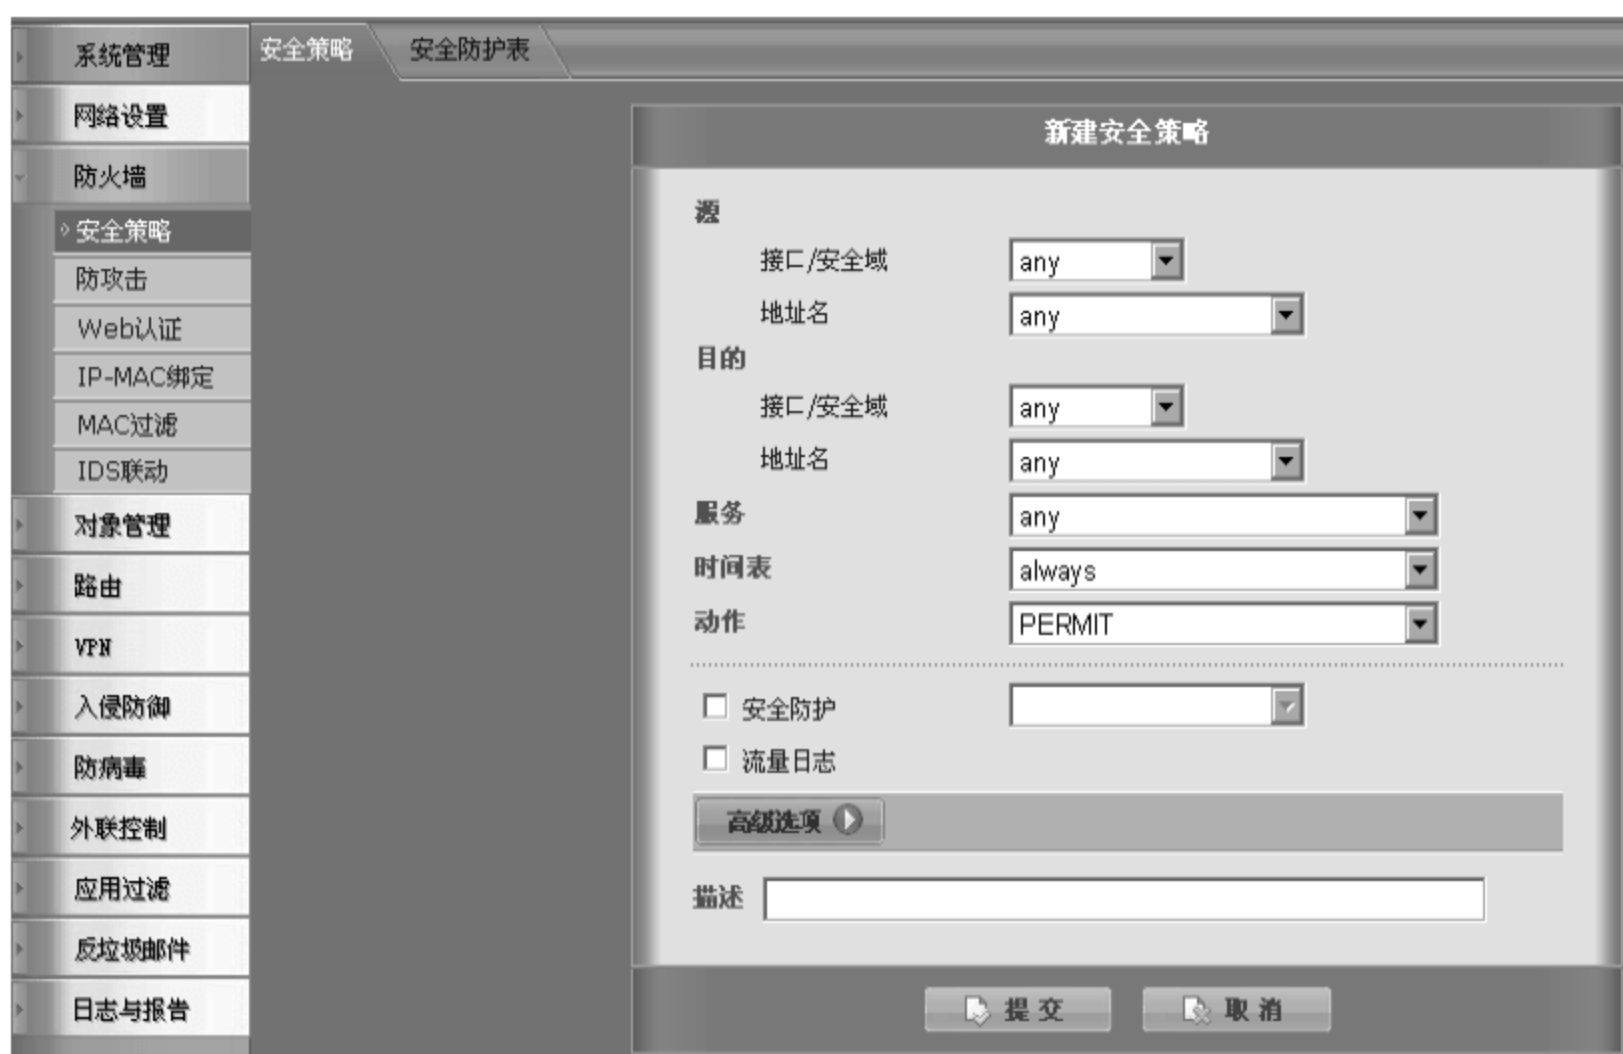 系统管理
网络设置
防火墙
安全策略
防攻击
Web认证
IP-MAC绑定
MAC过滤
IDS联动
对象管理
路由
VPN
入侵防御
防病毒
外联控制
应用过滤
反垃圾邮件
日志与报告
安全策略 安全防护表
新建安全策略
源
接口/安全域 any
地址名 any
目的
接口/安全域 any
地址名 any
服务 any
时间表 always
动作 PERMIT
安全防护
流量日志
高级选项
描述
提交 取消